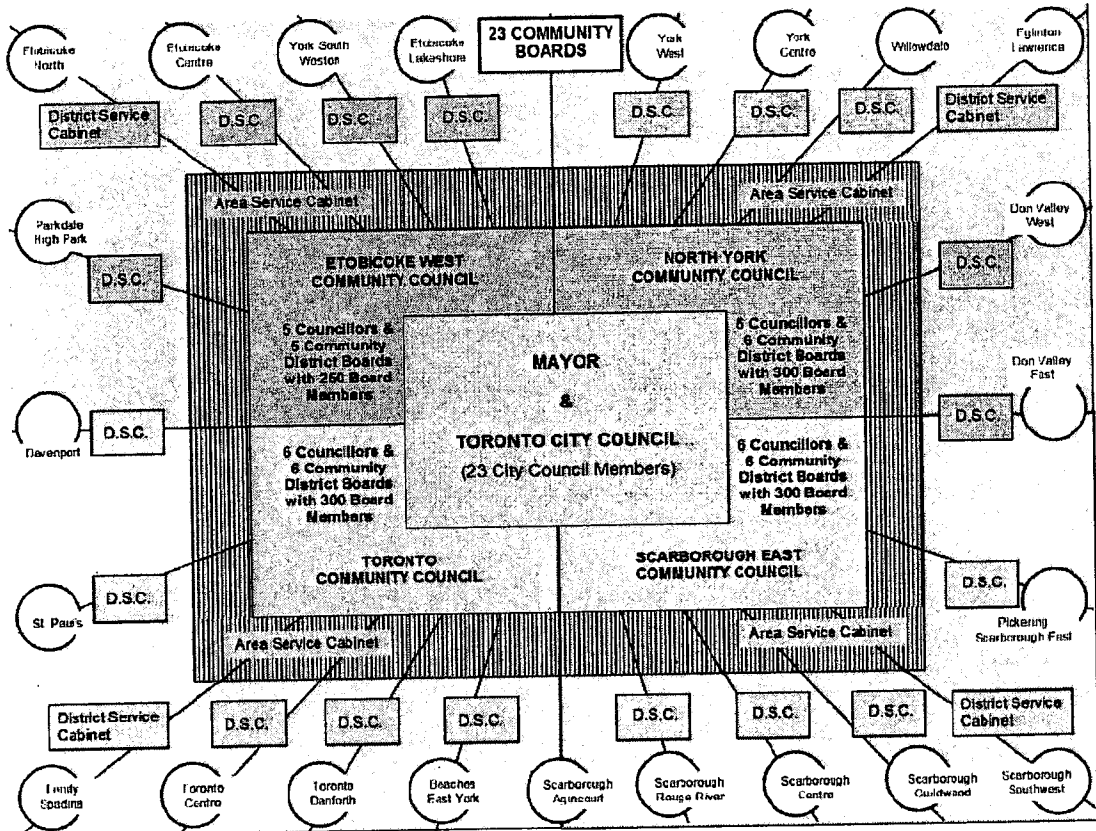 Etobicoke
North
Etobicoke
Centre
York South
Weston
Etobicoke
Lakeshore
23 COMMUNITY
BOARDS
York
West
York
Centre
Willowdale
Eglinton
Lawrence
District Service
Cabinet
D.S.C.
D.S.C.
D.S.C.
D.S.C.
D.S.C.
D.S.C.
District Service
Cabinet
Area Service Cabinet
Area Service Cabinet
Parkdale
High Park
D.S.C.
Don Valley
West
D.S.C.
ETOBICOKE WEST
COMMUNITY COUNCIL
NORTH YORK
COMMUNITY COUNCIL
5 Councillors &
5 Community
District Boards
with 250 Board
Members
MAYOR
&
TORONTO CITY COUNCIL
(23 City Council Members)
6 Councillors &
6 Community
District Boards
with 300 Board
Members
Don Valley
East
D.S.C.
Davenport
D.S.C.
6 Councillors &
6 Community
District Boards
with 300 Board
Members
6 Councillors &
6 Community
District Boards
with 300 Board
Members
TORONTO
COMMUNITY COUNCIL
SCARBOROUGH EAST
COMMUNITY COUNCIL
St. Paul's
D.S.C.
D.S.C.
Pickering
Scarborough East
Area Service Cabinet
Area Service Cabinet
District Service
Cabinet
D.S.C.
D.S.C.
D.S.C.
D.S.C.
D.S.C.
D.S.C.
District Service
Cabinet
Trinity
Spadina
Toronto
Centre
Toronto
Danforth
Beaches
East York
Scarborough
Agincourt
Scarborough
Rouge River
Scarborough
Centre
Scarborough
Guildwood
Scarborough
Southwest